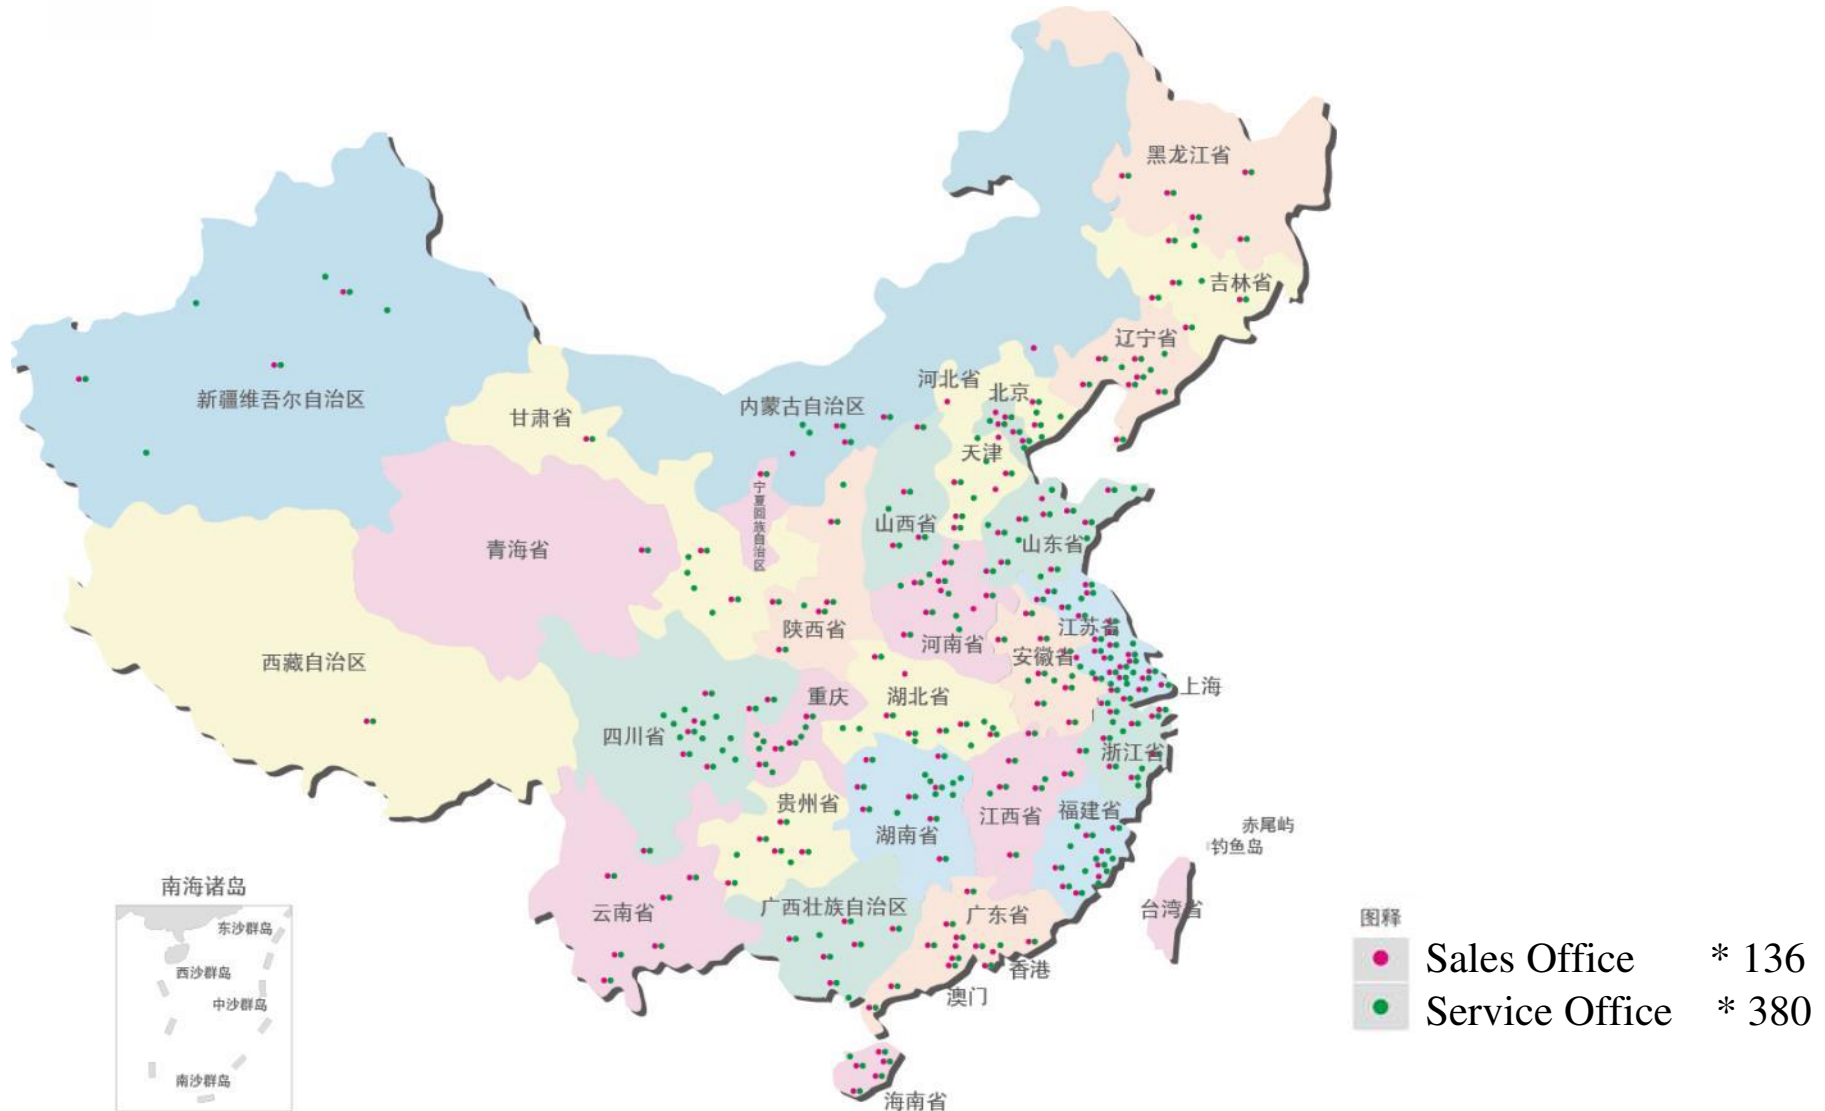 黑龙江省
吉林省
辽宁省
河北省
北京
内蒙古自治区
新疆维吾尔自治区
甘肃省
天津
宁夏回族自治区
山西省
青海省
山东省
陕西省
河南省
江苏省
安徽省
西藏自治区
上海
重庆
湖北省
四川省
浙江省
贵州省
江西省
福建省
湖南省
赤尾屿
钓鱼岛
南海诸岛
云南省
广西壮族自治区
广东省
台湾省
图释
东沙群岛
西沙群岛
香港
Sales Office * 136
中沙群岛
澳门
Service Office * 380
南沙群岛
海南省